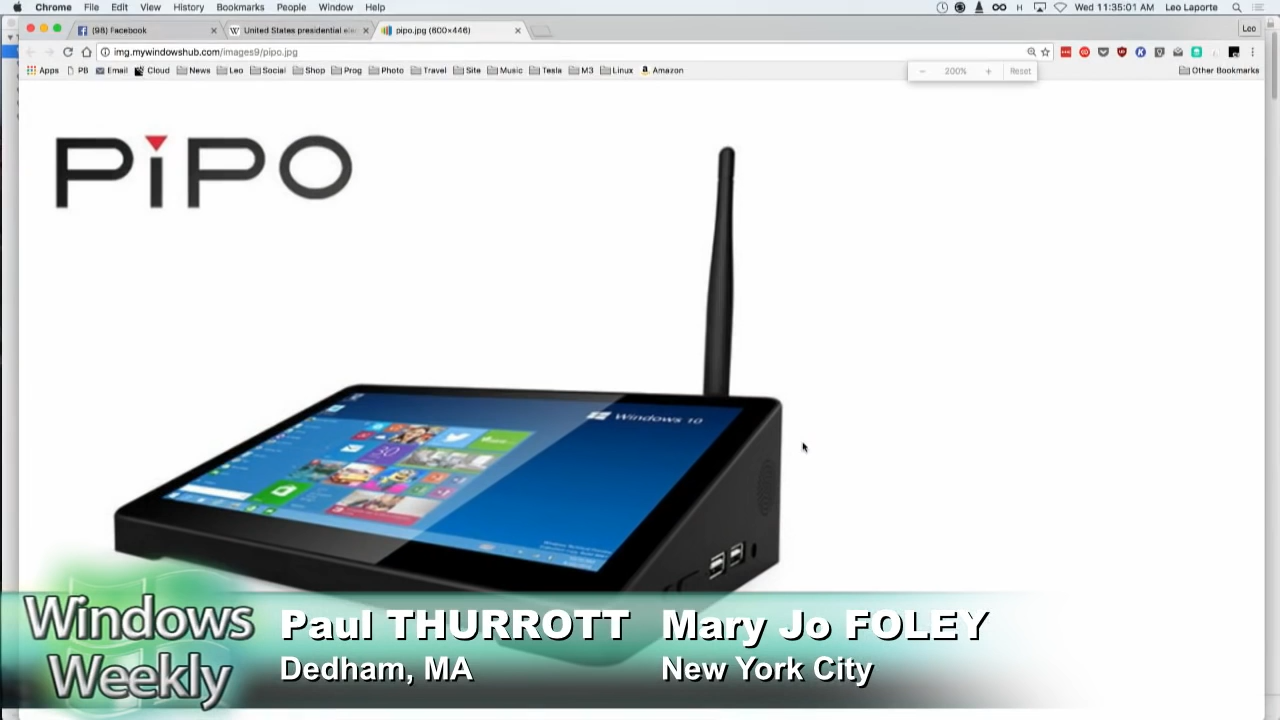 Chrome File Edit View History Bookmarks People Window Help Wed 11:35:01 AM Leo Laporte
(98) Facebook United States presidential ele pipo.jpg (600×446) Leo
img.mywindowshub.com/images9/pipo.jpg
Apps PB Email Cloud News Leo Social Shop Prog Photo Travel Site Music Tesla M3 Linux Amazon Other Bookmarks
200% Reset
PiPO
Windows 10
Windows
Weekly
Paul THURROTT
Dedham, MA
Mary Jo FOLEY
New York City